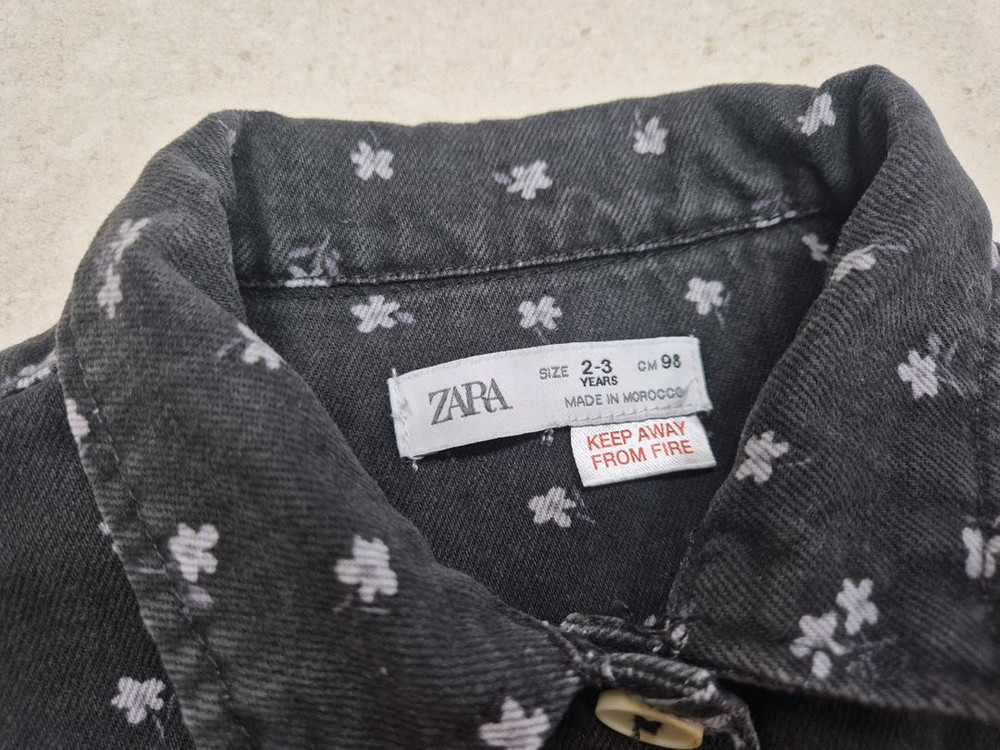 ZARA
SIZE 2-3 YEARS CM 98
MADE IN MOROCCO
KEEP AWAY
FROM FIRE